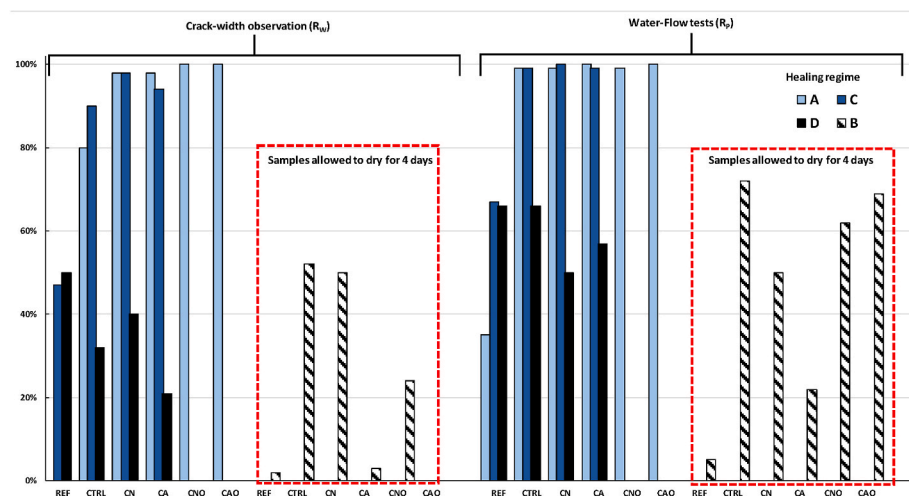 Crack-width observation (RW)
Water-Flow tests (RP)
Healing regime
A C
D B
Samples allowed to dry for 4 days
Samples allowed to dry for 4 days
100%
80%
60%
40%
20%
0%
REF CTRL CN CA CNO CAO REF CTRL CN CA CNO CAO REF CTRL CN CA CNO CAO REF CTRL CN CA CNO CAO